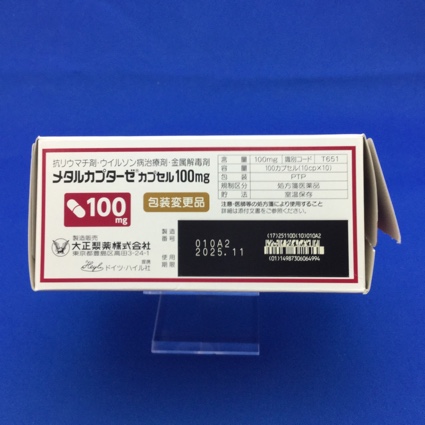 抗リウマチ剤・ウイルソン病治療剤・金属解毒剤
メタルカプターゼカプセル100mg
100mg
包装変更品
製造販売
大正製薬株式会社
東京都豊島区高田3-24-1
提携
ドイツ・ハイル社
含量 100mg 識別コード T651
容量 100カプセル(10cp×10)
包装 PTP
規制区分 処方箋医薬品
貯法 室温保存
注意-医師等の処方箋により使用すること
詳細は添付文書をご参照ください。
製造番号 010A2
使用期限 2025.11
(17)251100(10)010A2
(01)14987306064994